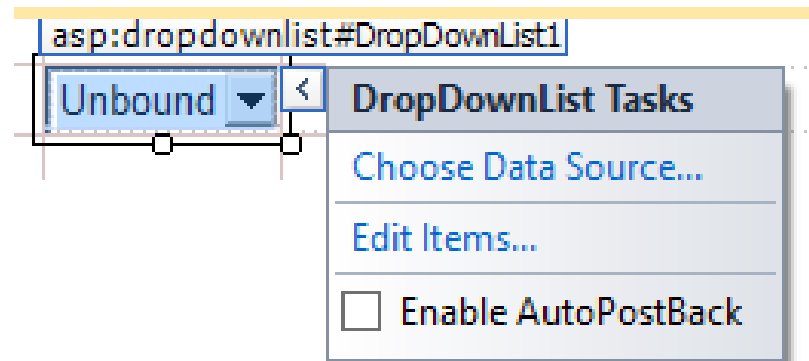 asp:dropdownlist#DropDownList1
Unbound
DropDownList Tasks
Choose Data Source...
Edit Items...
Enable AutoPostBack